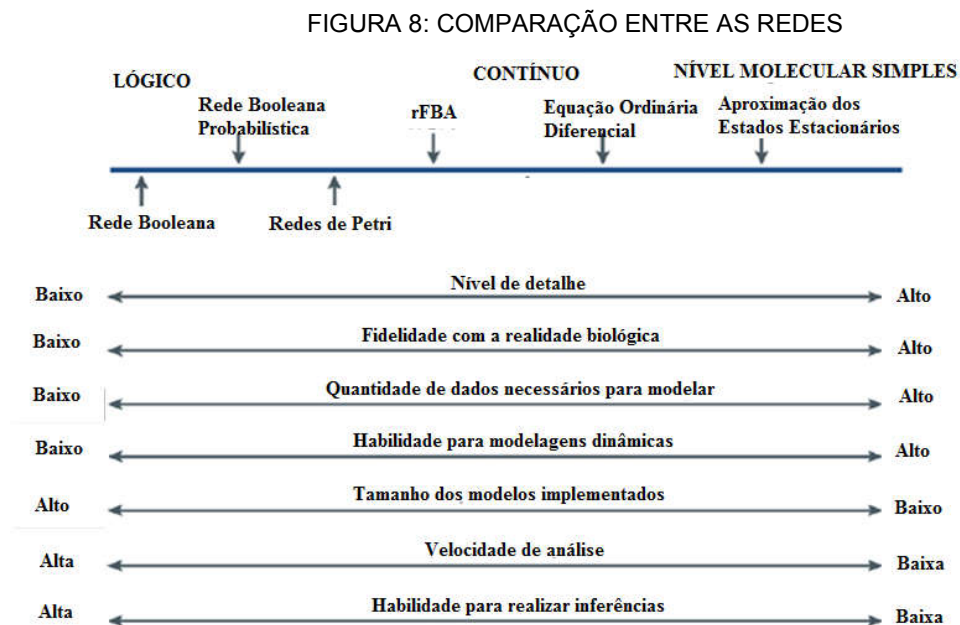 FIGURA 8: COMPARAÇÃO ENTRE AS REDES
LÓGICO
CONTÍNUO
NÍVEL MOLECULAR SIMPLES
Rede Booleana
Probabilística
rFBA
Equação Ordinária
Diferencial
Aproximação dos
Estados Estacionários
Rede Booleana
Redes de Petri
Baixo Nível de detalhe Alto
Baixo Fidelidade com a realidade biológica Alto
Baixo Quantidade de dados necessários para modelar Alto
Baixo Habilidade para modelagens dinâmicas Alto
Alto Tamanho dos modelos implementados Baixo
Alta Velocidade de análise Baixa
Alta Habilidade para realizar inferências Baixa